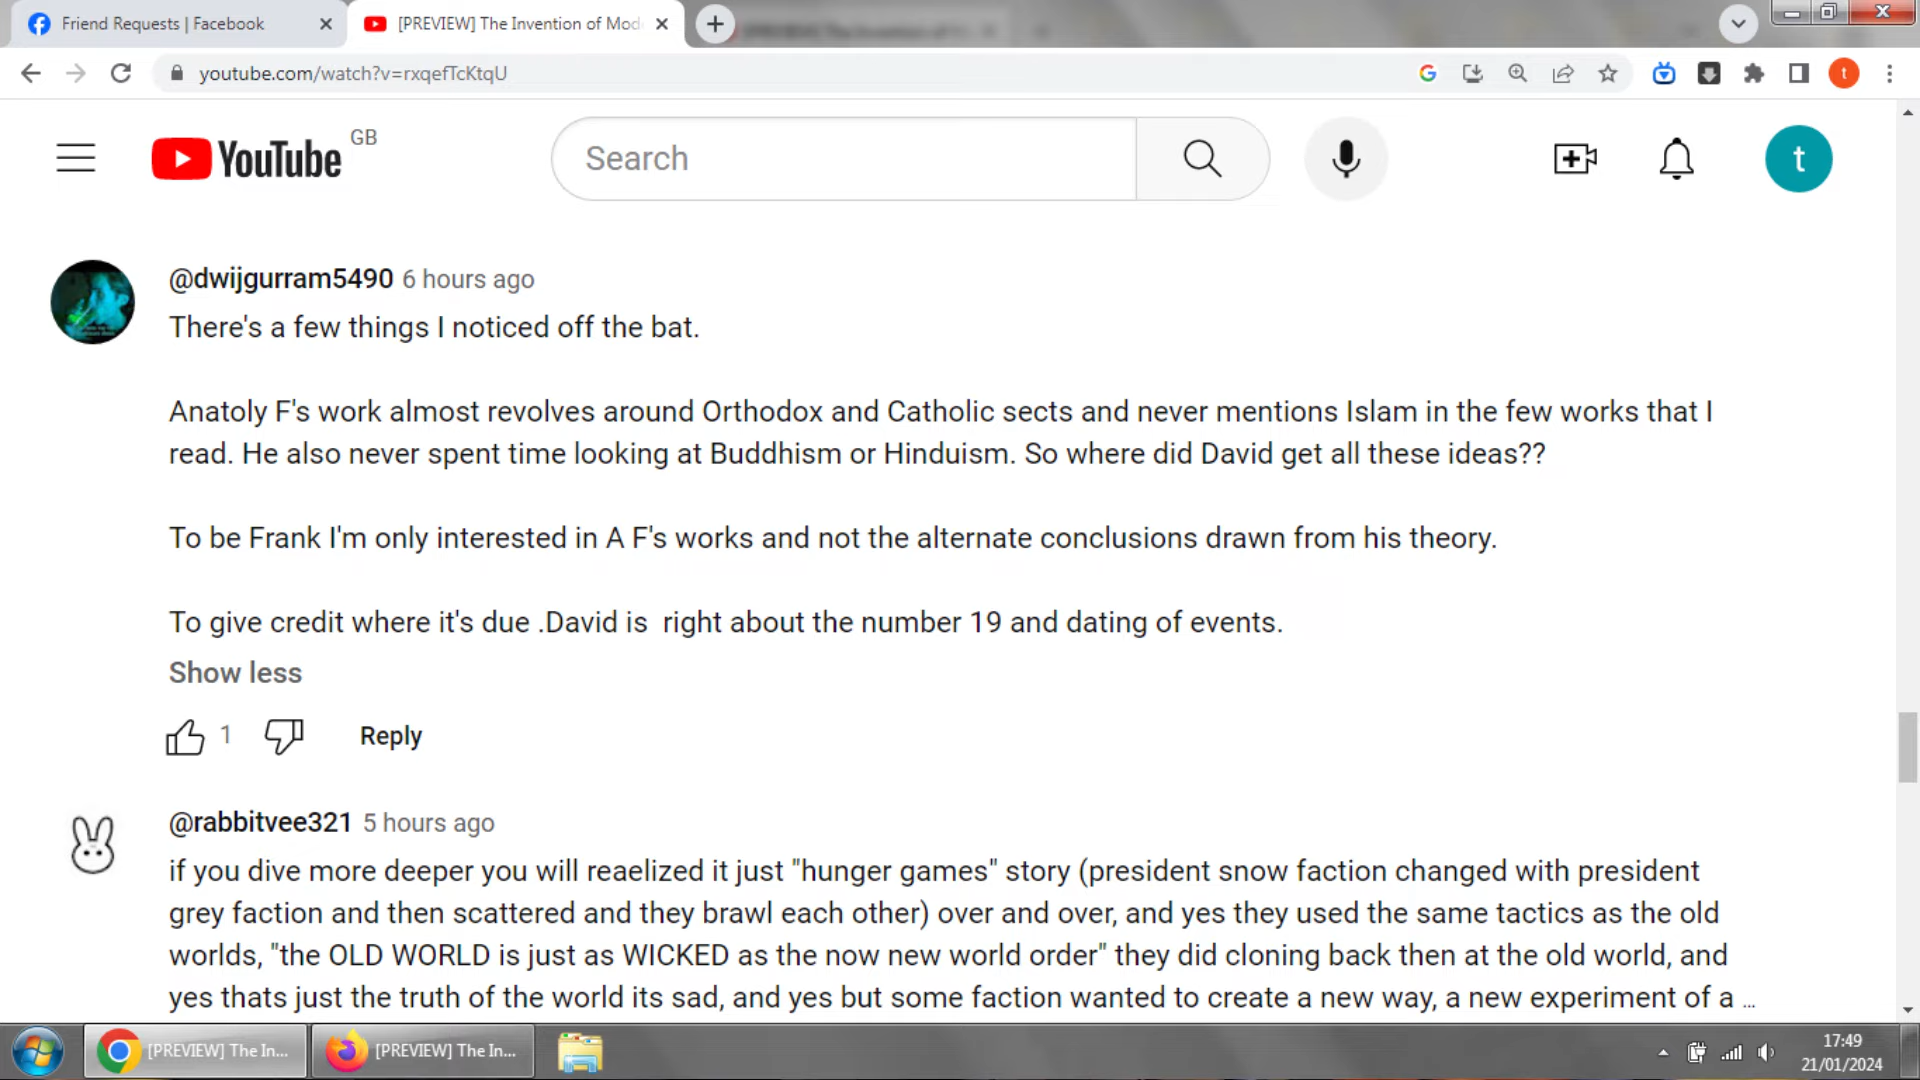 Friend Requests | Facebook
[PREVIEW] The Invention of Mod
youtube.com/watch?v=rxqefTcKtqU
t
YouTube GB
Search
t
@dwijgurram5490 6 hours ago
There's a few things I noticed off the bat.
Anatoly F's work almost revolves around Orthodox and Catholic sects and never mentions Islam in the few works that I
read. He also never spent time looking at Buddhism or Hinduism. So where did David get all these ideas??
To be Frank I'm only interested in A F's works and not the alternate conclusions drawn from his theory.
To give credit where it's due .David is  right about the number 19 and dating of events.
Show less
1 Reply
@rabbitvee321 5 hours ago
if you dive more deeper you will reaelized it just "hunger games" story (president snow faction changed with president
grey faction and then scattered and they brawl each other) over and over, and yes they used the same tactics as the old
worlds, "the OLD WORLD is just as WICKED as the now new world order" they did cloning back then at the old world, and
yes thats just the truth of the world its sad, and yes but some faction wanted to create a new way, a new experiment of a ...
[PREVIEW] The In...
[PREVIEW] The In...
17:49
21/01/2024